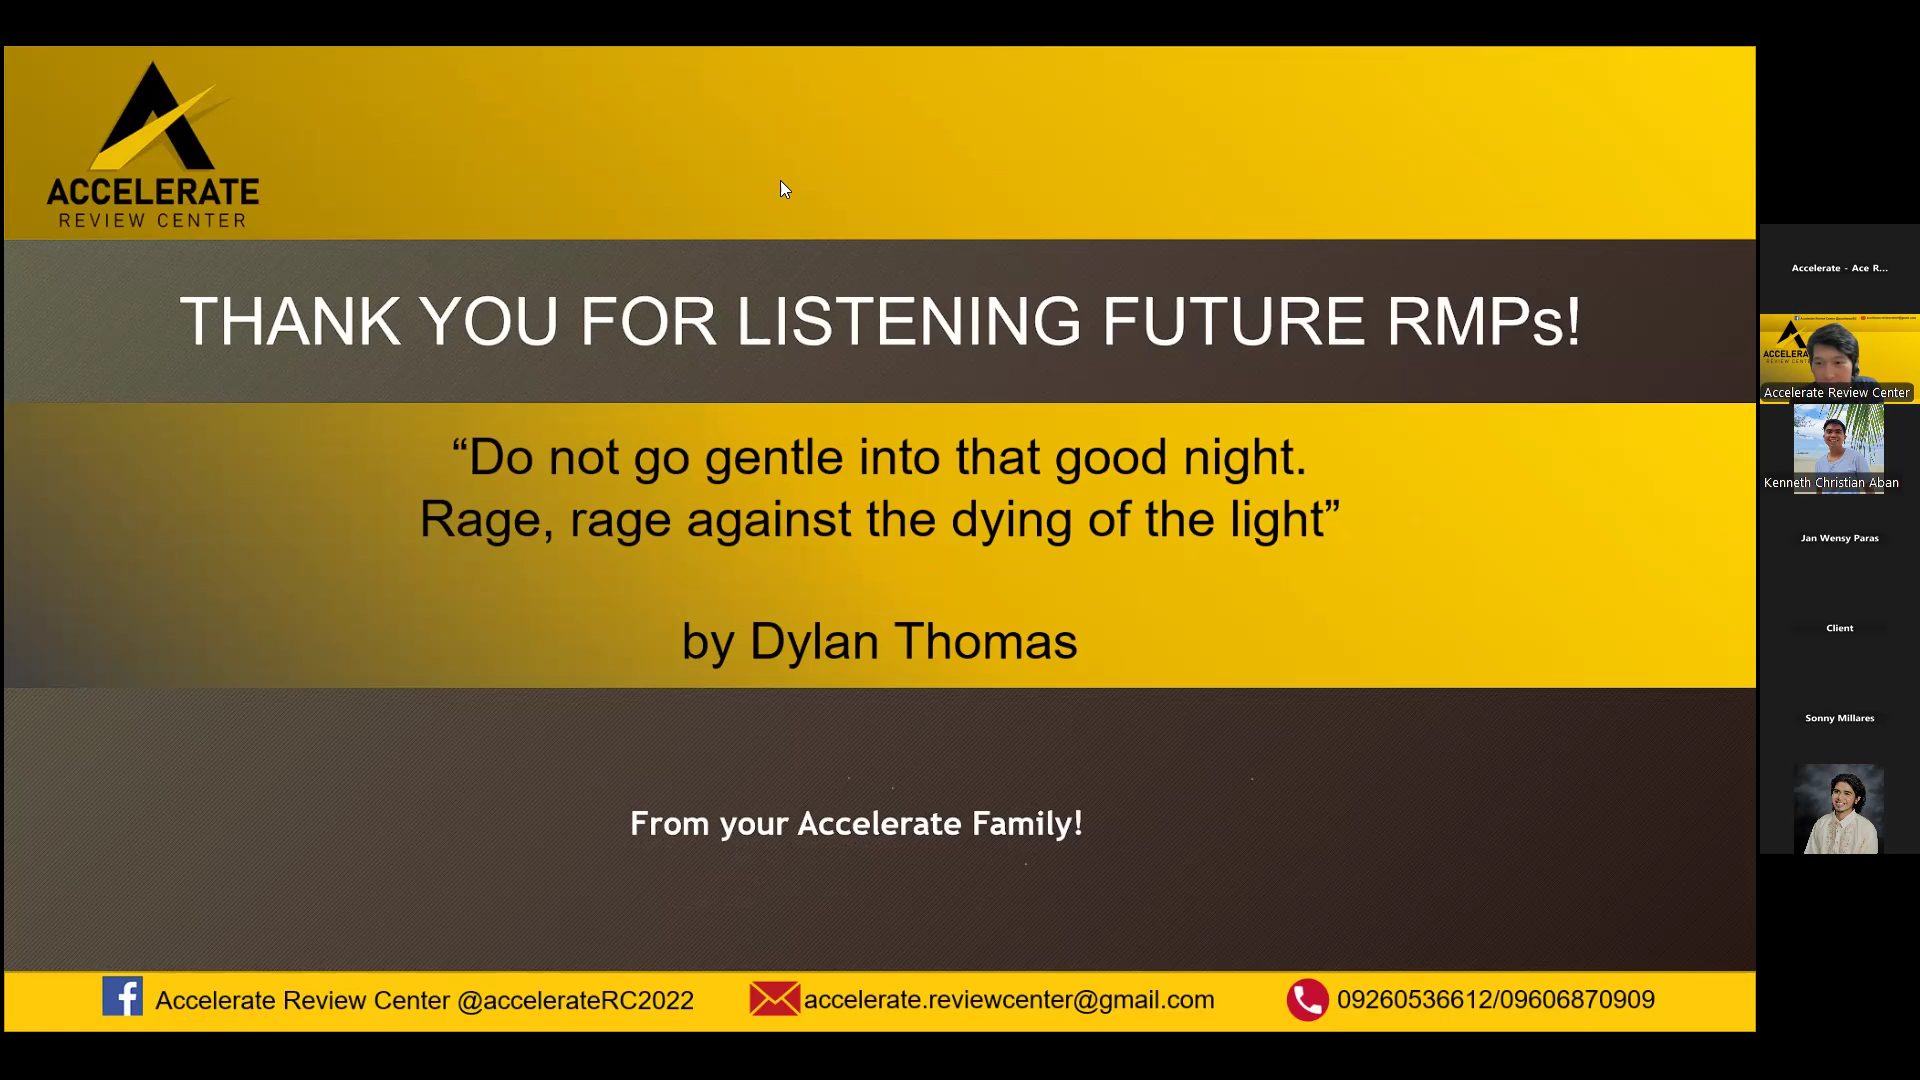 ACCELERATE
REVIEW CENTER
THANK YOU FOR LISTENING FUTURE RMPs!
“Do not go gentle into that good night.
Rage, rage against the dying of the light”
by Dylan Thomas
From your Accelerate Family!
Accelerate Review Center @accelerateRC2022
accelerate.reviewcenter@gmail.com
09260536612/09606870909
Accelerate - Ace R...
Accelerate Review Center
Kenneth Christian Aban
Jan Wensy Paras
Client
Sonny Millares